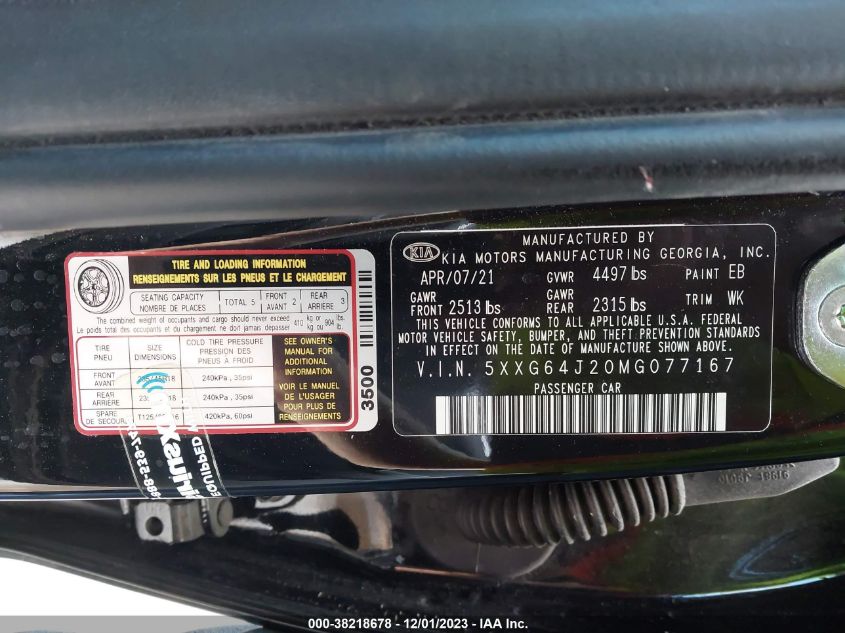 TIRE AND LOADING INFORMATION
RENSEIGNEMENTS SUR LES PNEUS ET LE CHARGEMENT
SEATING CAPACITY
NOMBRE DE PLACES
TOTAL 5
FRONT
AVANT 2
REAR
ARRIERE 3
The combined weight of occupants and cargo should never exceed 410 kg or 904 lbs.
Le poids total des occupants et du chargement ne doit jamais depasser 410 kg ou 904 lb.
TIRE
PNEU
SIZE
DIMENSIONS
COLD TIRE PRESSURE
PRESSION DES
PNEUS A FROID
FRONT
AVANT
18
240kPa, 35psi
REAR
ARRIERE
18
240kPa, 35psi
SPARE
DE SECOURS
T125
16
420kPa, 60psi
SEE OWNER'S
MANUAL FOR
ADDITIONAL
INFORMATION
VOIR LE MANUEL
DE L'USAGER
POUR PLUS DE
RENSEIGNEMENTS
3500
EQUIPPED
KIA
MANUFACTURED BY
KIA MOTORS MANUFACTURING GEORGIA, INC.
APR/07/21
GVWR 4497 lbs
PAINT EB
GAWR
FRONT 2513 lbs
GAWR
REAR 2315 lbs
TRIM WK
THIS VEHICLE CONFORMS TO ALL APPLICABLE U.S.A. FEDERAL
MOTOR VEHICLE SAFETY, BUMPER, AND THEFT PREVENTION STANDARDS
IN EFFECT ON THE DATE OF MANUFACTURE SHOWN ABOVE.
V.I.N. 5XXG64J20MG077167
PASSENGER CAR
000-38218678 - 12/01/2023 - IAA Inc.